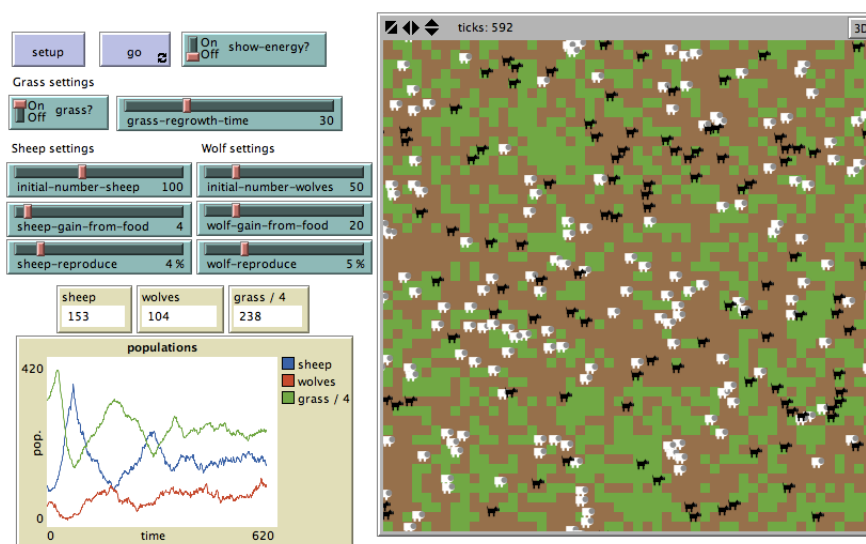 setup
go
On
Off
show-energy?
Grass settings
On
Off
grass?
grass-regrowth-time 30
Sheep settings
Wolf settings
initial-number-sheep 100
initial-number-wolves 50
sheep-gain-from-food 4
wolf-gain-from-food 20
sheep-reproduce 4 %
wolf-reproduce 5 %
sheep
153
wolves
104
grass / 4
238
populations
420
pop.
0
0
time
620
sheep
wolves
grass / 4
ticks: 592
3D